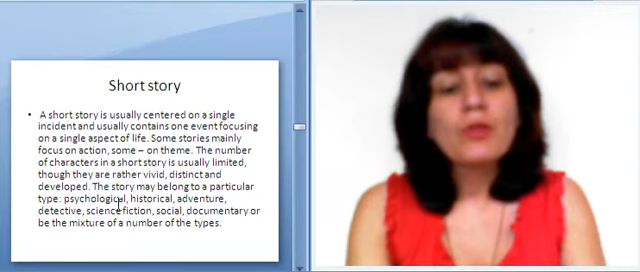 Short story
• A short story is usually centered on a single
incident and usually contains one event focusing
on a single aspect of life. Some stories mainly
focus on action, some – on theme. The number
of characters in a short story is usually limited,
though they are rather vivid, distinct and
developed. The story may belong to a particular
type: psychological, historical, adventure,
detective, science fiction, social, documentary or
be the mixture of a number of the types.